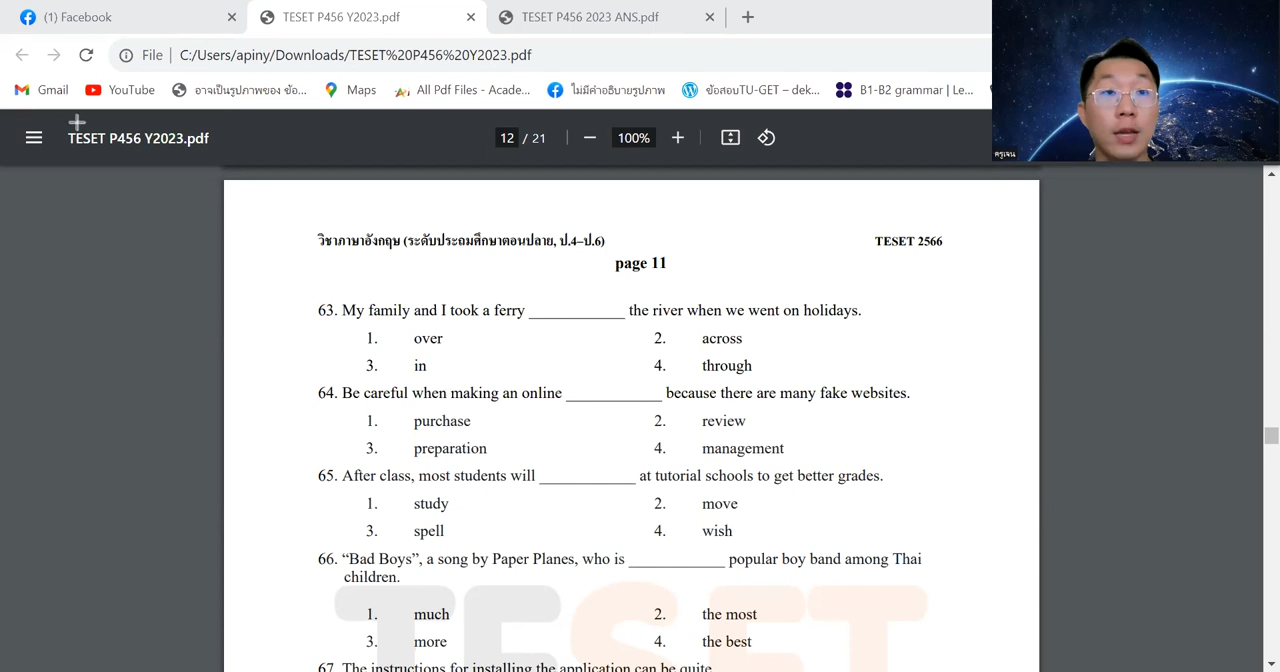 (1) Facebook
TESET P456 Y2023.pdf
TESET P456 2023 ANS.pdf
File
C:/Users/apiny/Downloads/TESET%20P456%20Y2023.pdf
Gmail
YouTube
อาจเป็นรูปภาพของ ข้อ...
Maps
All Pdf Files - Acade...
ไม่มีคำอธิบายรูปภาพ
ข้อสอบTU-GET – dek...
B1-B2 grammar | Le...
TESET P456 Y2023.pdf
12 / 21
100%
ครูเจน
วิชาภาษาอังกฤษ (ระดับประถมศึกษาตอนปลาย, ป.4–ป.6) TESET 2566
page 11
63. My family and I took a ferry ____________ the river when we went on holidays.
1. over 2. across
3. in 4. through
64. Be careful when making an online ____________ because there are many fake websites.
1. purchase 2. review
3. preparation 4. management
65. After class, most students will ____________ at tutorial schools to get better grades.
1. study 2. move
3. spell 4. wish
66. “Bad Boys”, a song by Paper Planes, who is ____________ popular boy band among Thai
children.
1. much 2. the most
3. more 4. the best
67. The instructions for installing the application can be quite
TESET